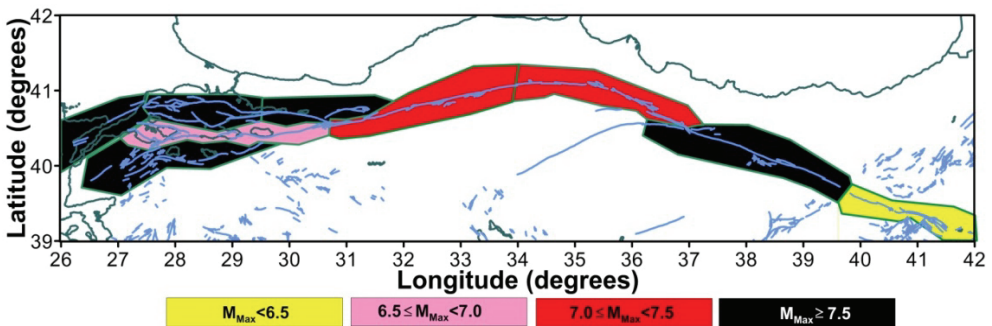 Latitude (degrees)
42
41
40
39
26 27 28 29 30 31 32 33 34 35 36 37 38 39 40 41 42
Longitude (degrees)
M_Max<6.5 6.5≤M_Max<7.0 7.0≤M_Max<7.5 M_Max≥7.5